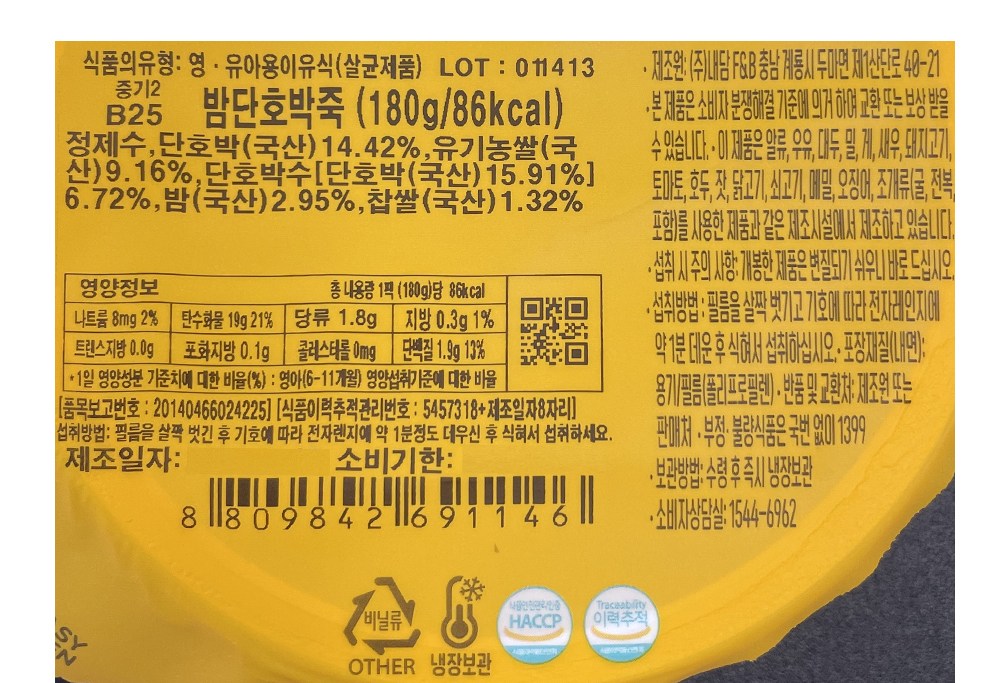 식품의유형: 영·유아용이유식(살균제품) LOT : 011413
중기2
B25 밤단호박죽 (180g/86kcal)
정제수,단호박(국산)14.42%,유기농쌀(국
산)9.16%,단호박수[단호박(국산)15.91%]
6.72%,밤(국산)2.95%,찹쌀(국산)1.32%
영양정보 총 내용량 1팩 (180g)당 86kcal
나트륨 8mg 2% 탄수화물 19g 21% 당류 1.8g 지방 0.3g 1%
트랜스지방 0.0g 포화지방 0.1g 콜레스테롤 0mg 단백질 1.9g 13%
*1일 영양성분 기준치에 대한 비율(%) : 영아(6-11개월) 영양섭취기준에 대한 비율
[품목보고번호 : 20140466024225] [식품이력추적관리번호 : 5457318+제조일자8자리]
섭취방법: 필름을 살짝 벗긴 후 기호에 따라 전자렌지에 약 1분정도 데우신 후 식혀서 섭취하세요.
제조일자: 소비기한:
8 809842 691146
비닐류
OTHER 냉장보관
HACCP
Traceability
이력추적
·제조원: (주)내담 F&B 충남 계룡시 두마면 제1산단로 40-21
·본 제품은 소비자 분쟁해결 기준에 의거 하여 교환 또는 보상 받을
수 있습니다. ·이 제품은 알류, 우유, 대두, 밀, 게, 새우, 돼지고기,
토마토, 호두, 잣, 닭고기, 쇠고기, 메밀, 오징어, 조개류(굴, 전복,
포함)를 사용한 제품과 같은 제조시설에서 제조하고 있습니다.
·섭취 시 주의 사항: 개봉한 제품은 변질되기 쉬우니 바로 드십시오.
·섭취방법 : 필름을 살짝 벗기고 기호에 따라 전자레인지에
약 1분 데운 후 식혀서 섭취하십시오. · 포장재질(내면):
용기/필름(폴리프로필렌) · 반품 및 교환처: 제조원 또는
판매처 · 부정·불량식품은 국번 없이 1399
·보관방법: 수령 후 즉시 냉장보관
·소비자상담실: 1544-6962